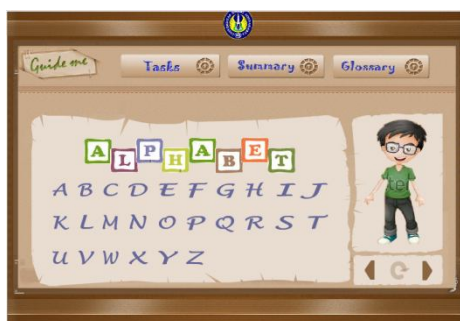 Guide me
Tasks
Summary
Glossary
ALPHABET
A B C D E F G H I J
K L M N O P Q R S T
U V W X Y Z